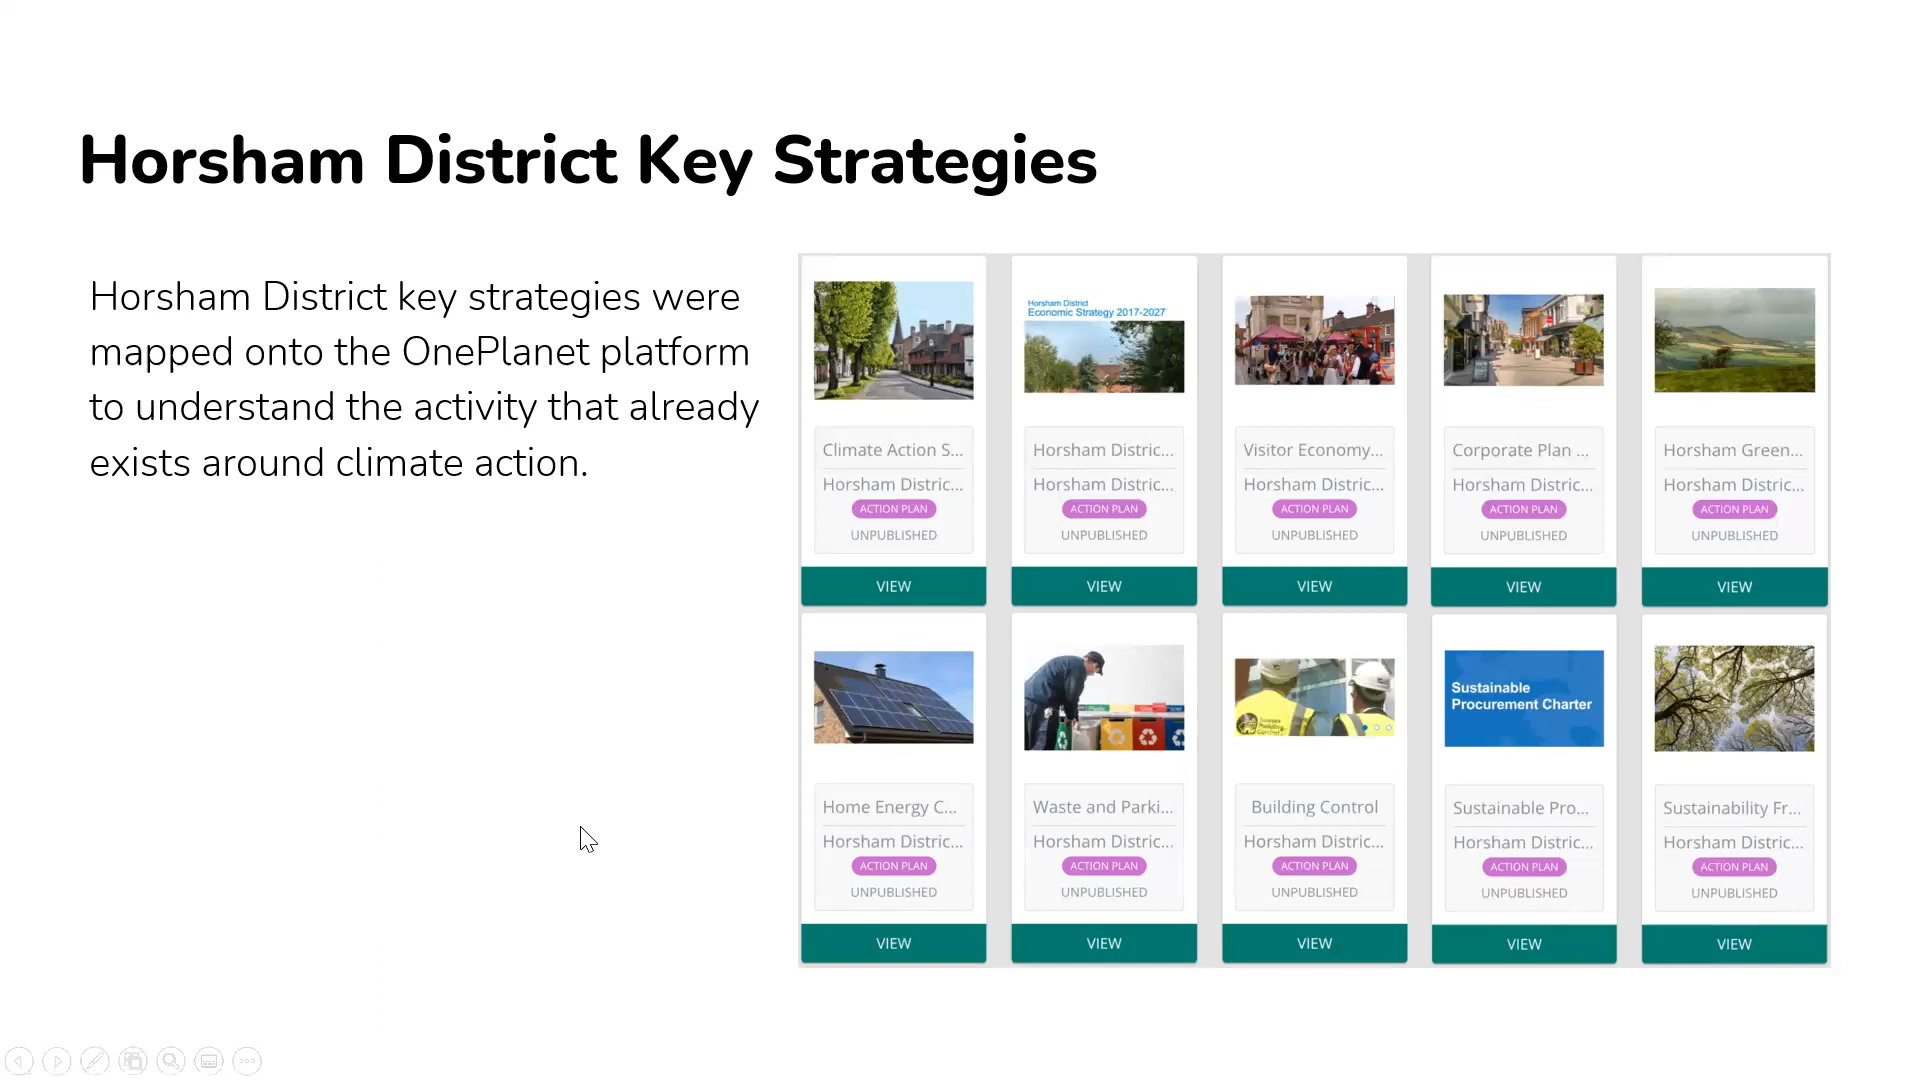 Horsham District Key Strategies
Horsham District key strategies were
mapped onto the OnePlanet platform
to understand the activity that already
exists around climate action.
Horsham District
Economic Strategy 2017-2027
Climate Action S...
Horsham Distric...
ACTION PLAN
UNPUBLISHED
VIEW
Horsham Distric...
Horsham Distric...
ACTION PLAN
UNPUBLISHED
VIEW
Visitor Economy...
Horsham Distric...
ACTION PLAN
UNPUBLISHED
VIEW
Corporate Plan ...
Horsham Distric...
ACTION PLAN
UNPUBLISHED
VIEW
Horsham Green...
Horsham Distric...
ACTION PLAN
UNPUBLISHED
VIEW
Home Energy C...
Horsham Distric...
ACTION PLAN
UNPUBLISHED
VIEW
Waste and Parki...
Horsham Distric...
ACTION PLAN
UNPUBLISHED
VIEW
Building Control
Horsham Distric...
ACTION PLAN
UNPUBLISHED
VIEW
Sustainable
Procurement Charter
Sustainable Pro...
Horsham Distric...
ACTION PLAN
UNPUBLISHED
VIEW
Sustainability Fr...
Horsham Distric...
ACTION PLAN
UNPUBLISHED
VIEW